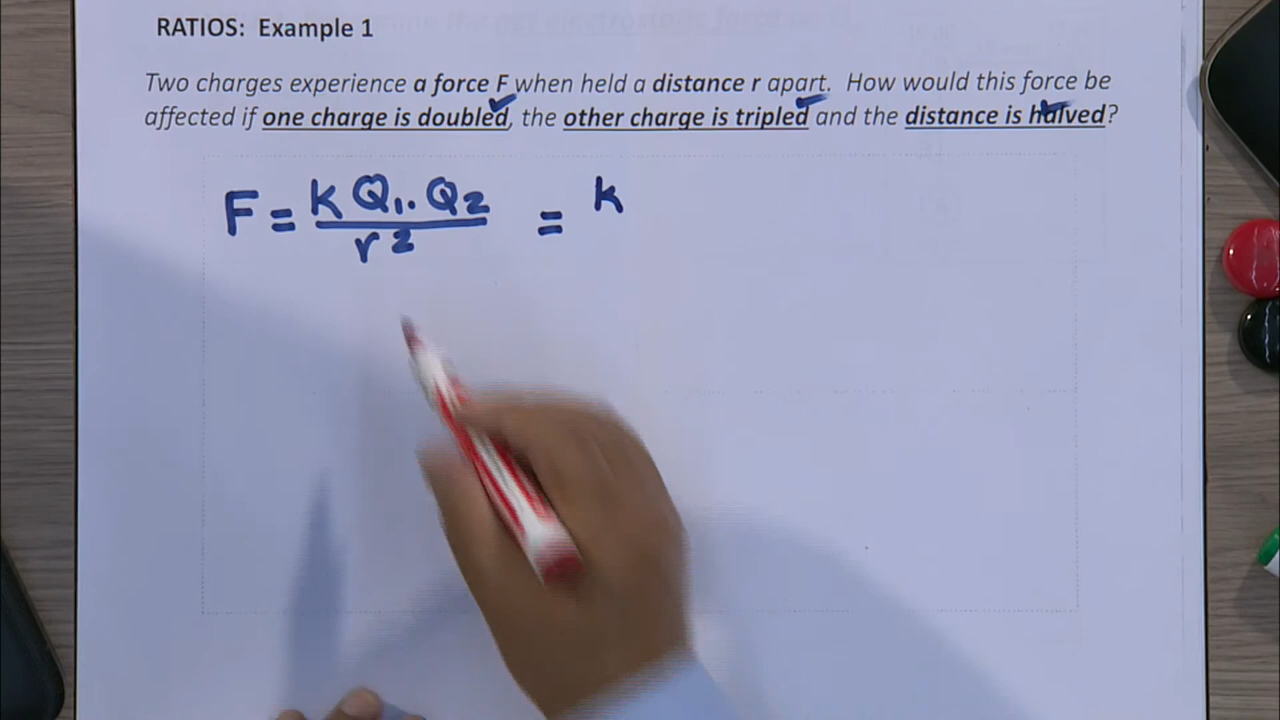 RATIOS: Example 1
Two charges experience a force F when held a distance r apart. How would this force be
affected if one charge is doubled, the other charge is tripled and the distance is halved?
F = k Q1 . Q2 = k
r²